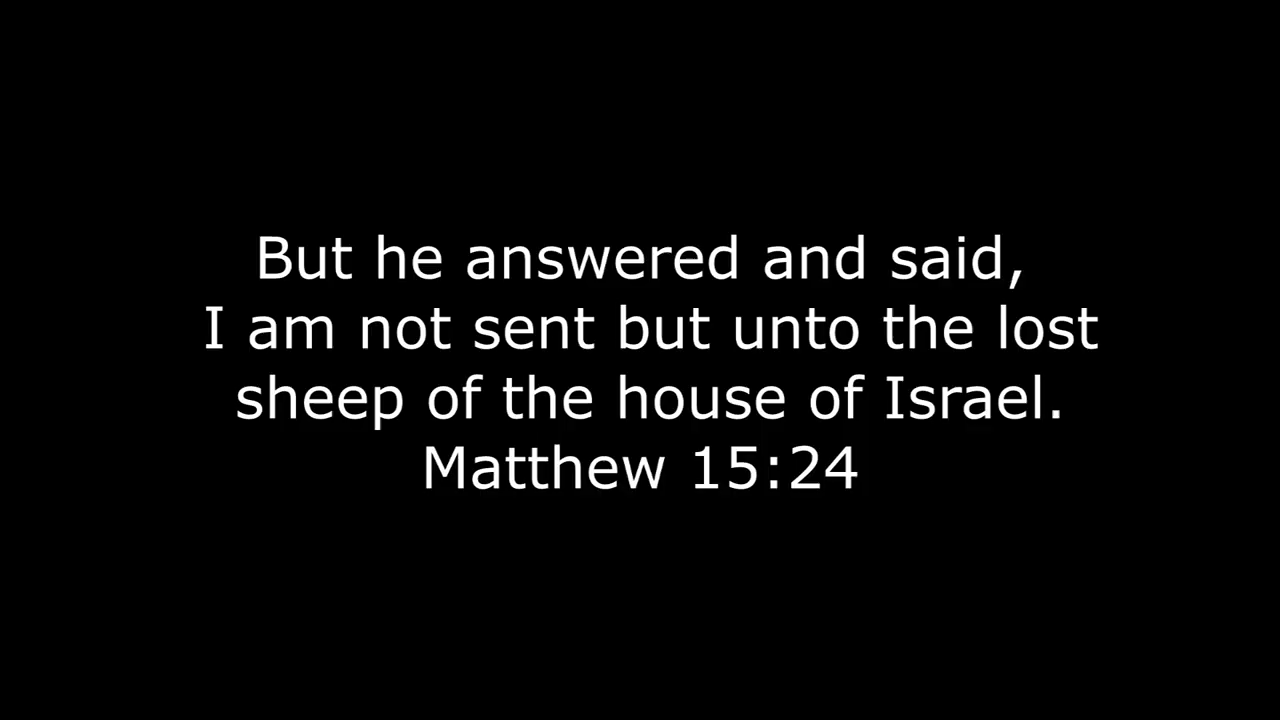 But he answered and said,
I am not sent but unto the lost
sheep of the house of Israel.
Matthew 15:24